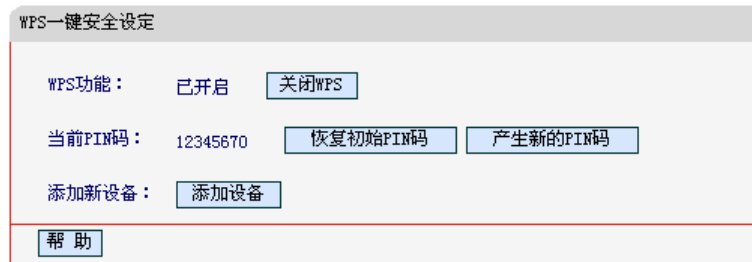 WPS一键安全设定
WPS功能： 已开启 关闭WPS
当前PIN码： 12345670 恢复初始PIN码 产生新的PIN码
添加新设备： 添加设备
帮 助